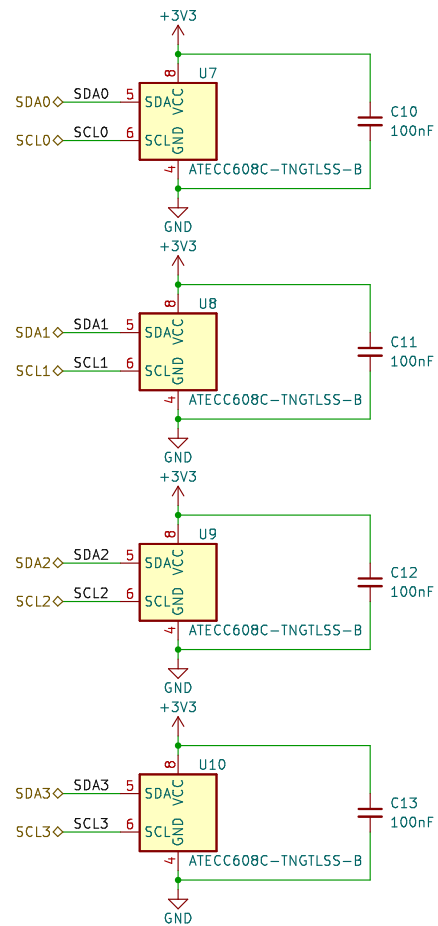 +3V3
U7
8
VCC
C10
100nF
SDA0 SDA0 5 SDA
SCL0 SCL0 6 SCL
GND
4
ATECC608C-TNGTLSS-B
GND
+3V3
U8
8
VCC
C11
100nF
SDA1 SDA1 5 SDA
SCL1 SCL1 6 SCL
GND
4
ATECC608C-TNGTLSS-B
GND
+3V3
U9
8
VCC
C12
100nF
SDA2 SDA2 5 SDA
SCL2 SCL2 6 SCL
GND
4
ATECC608C-TNGTLSS-B
GND
+3V3
U10
8
VCC
C13
100nF
SDA3 SDA3 5 SDA
SCL3 SCL3 6 SCL
GND
4
ATECC608C-TNGTLSS-B
GND